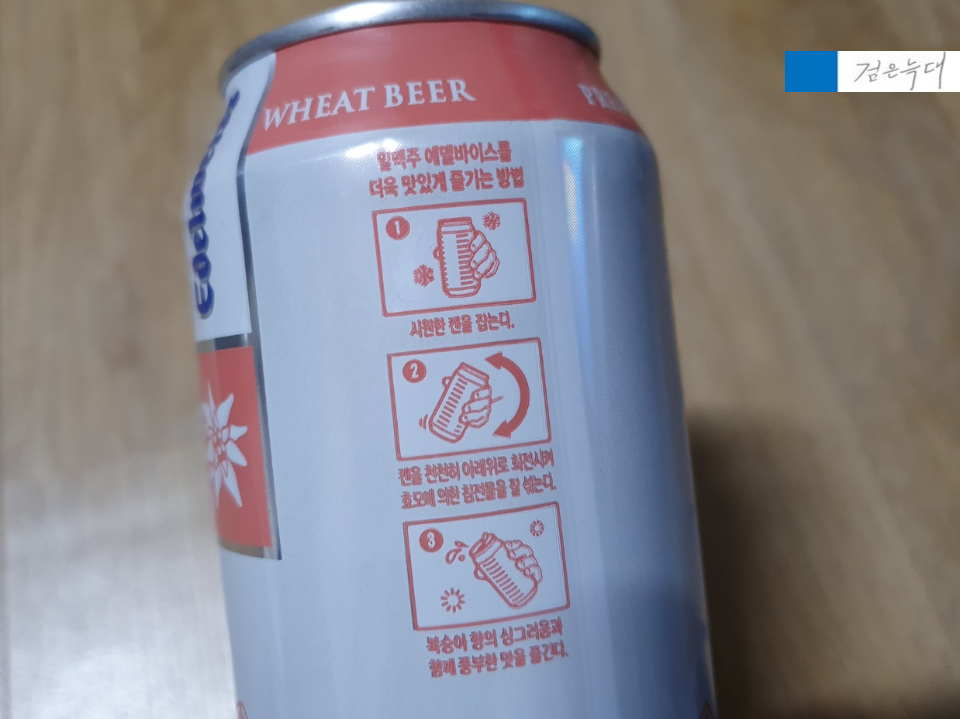 검은늑대
WHEAT BEER
밀맥주 에델바이스를
더욱 맛있게 즐기는 방법
1
시원한 캔을 잡는다.
2
캔을 천천히 아래위로 회전시켜
효모에 의한 침전물을 잘 섞는다.
3
복숭아 향의 싱그러움과
함께 풍부한 맛을 즐긴다.